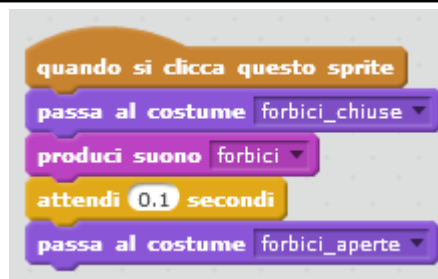 quando si clicca questo sprite
passa al costume forbici_chiuse
produci suono forbici
attendi 0.1 secondi
passa al costume forbici_aperte